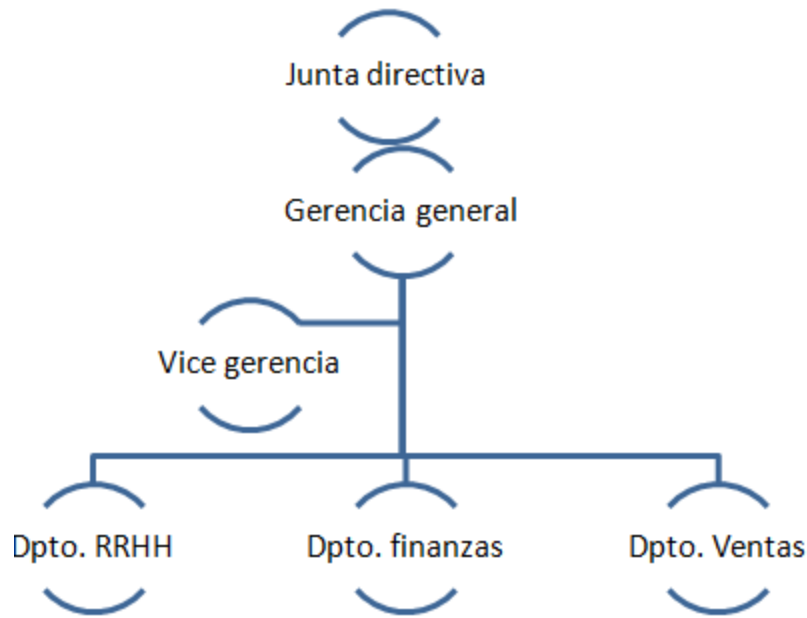 Junta directiva
Gerencia general
Vice gerencia
Dpto. RRHH
Dpto. finanzas
Dpto. Ventas